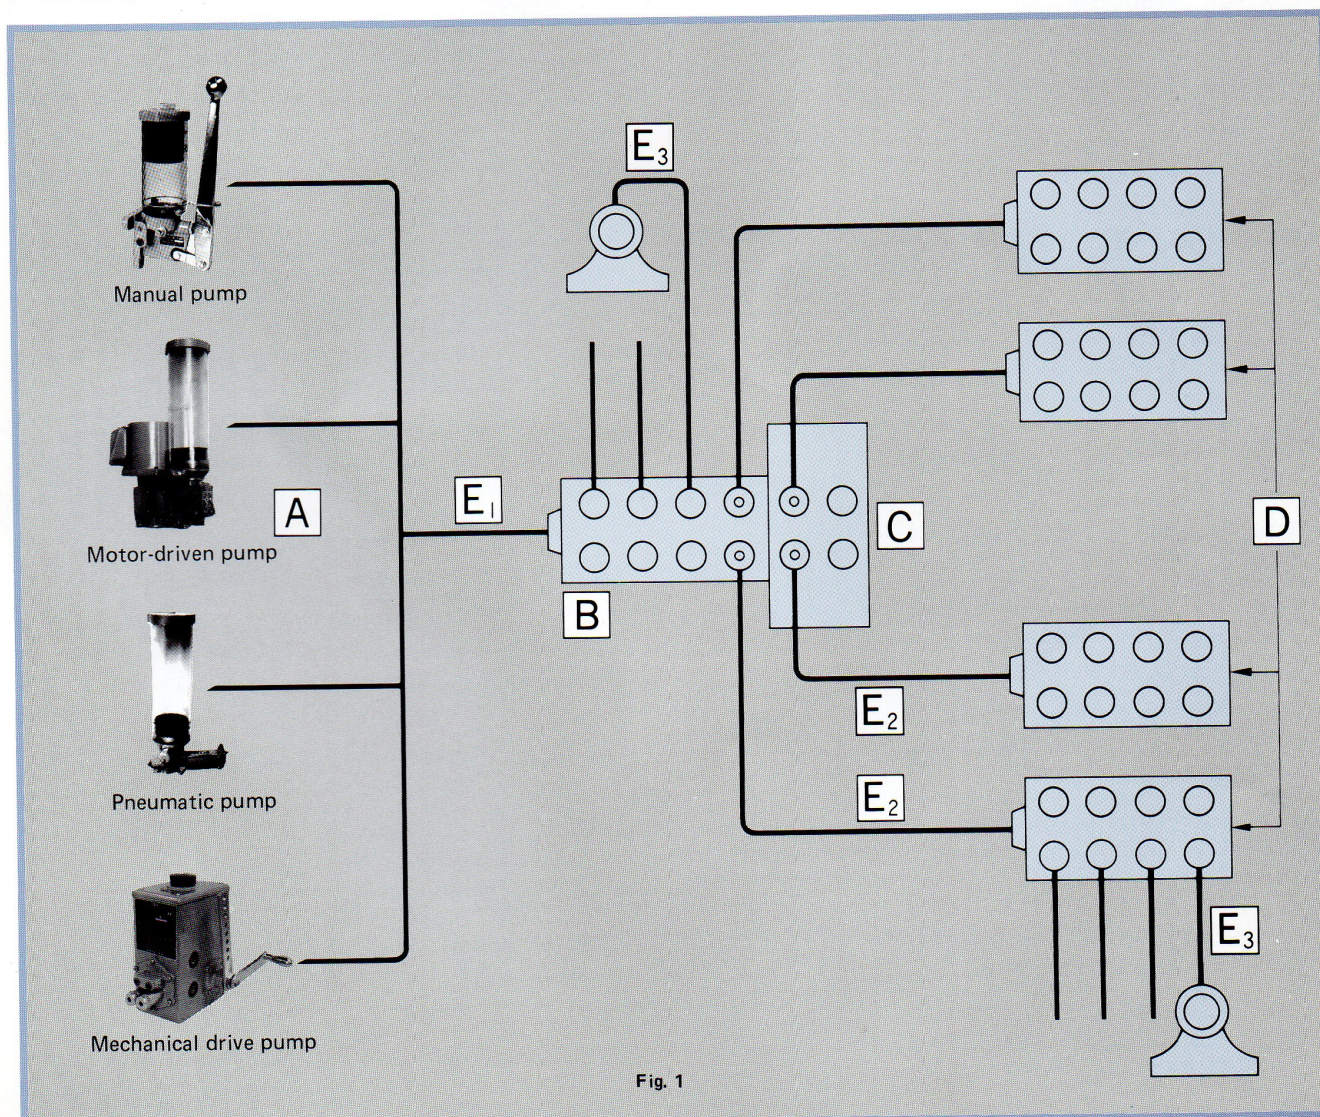 E3
Manual pump
A
E1
Motor-driven pump
C
D
B
E2
Pneumatic pump
E2
E3
Mechanical drive pump
Fig. 1